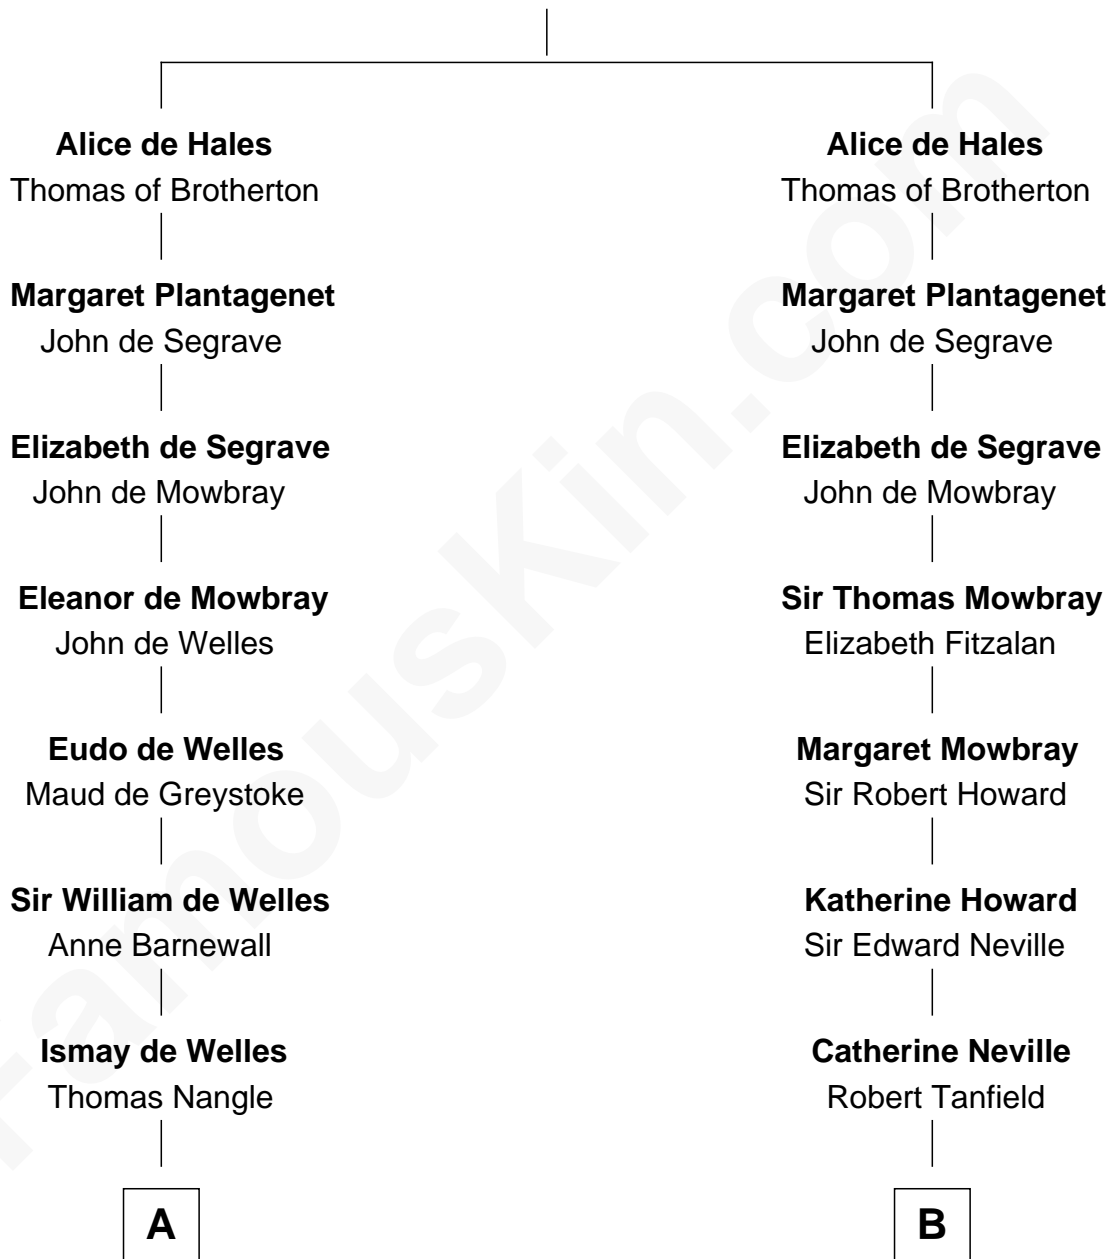 Alice de Hales
Thomas of Brotherton
Margaret Plantagenet
John de Segrave
Elizabeth de Segrave
John de Mowbray
Eleanor de Mowbray
John de Welles
Eudo de Welles
Maud de Greystoke
Sir William de Welles
Anne Barnewall
Ismay de Welles
Thomas Nangle
A
Alice de Hales
Thomas of Brotherton
Margaret Plantagenet
John de Segrave
Elizabeth de Segrave
John de Mowbray
Sir Thomas Mowbray
Elizabeth Fitzalan
Margaret Mowbray
Sir Robert Howard
Katherine Howard
Sir Edward Neville
Catherine Neville
Robert Tanfield
B
FamousKin.com